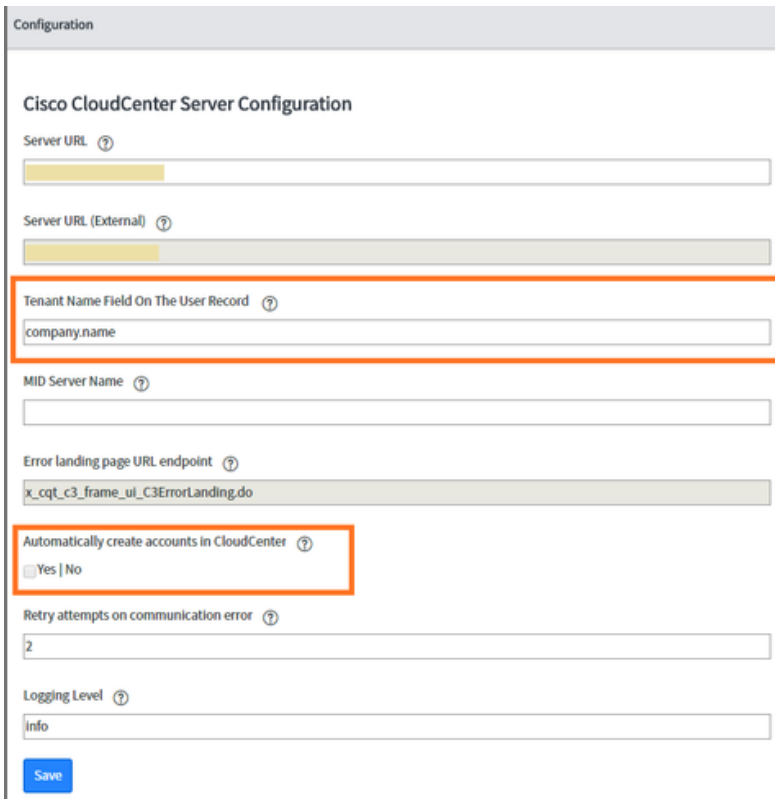 Configuration
Cisco CloudCenter Server Configuration
Server URL ?
Server URL (External) ?
Tenant Name Field On The User Record ?
company.name
MID Server Name ?
Error landing page URL endpoint ?
x_cqt_c3_frame_ui_C3ErrorLanding.do
Automatically create accounts in CloudCenter ?
Yes | No
Retry attempts on communication error ?
2
Logging Level ?
info
Save